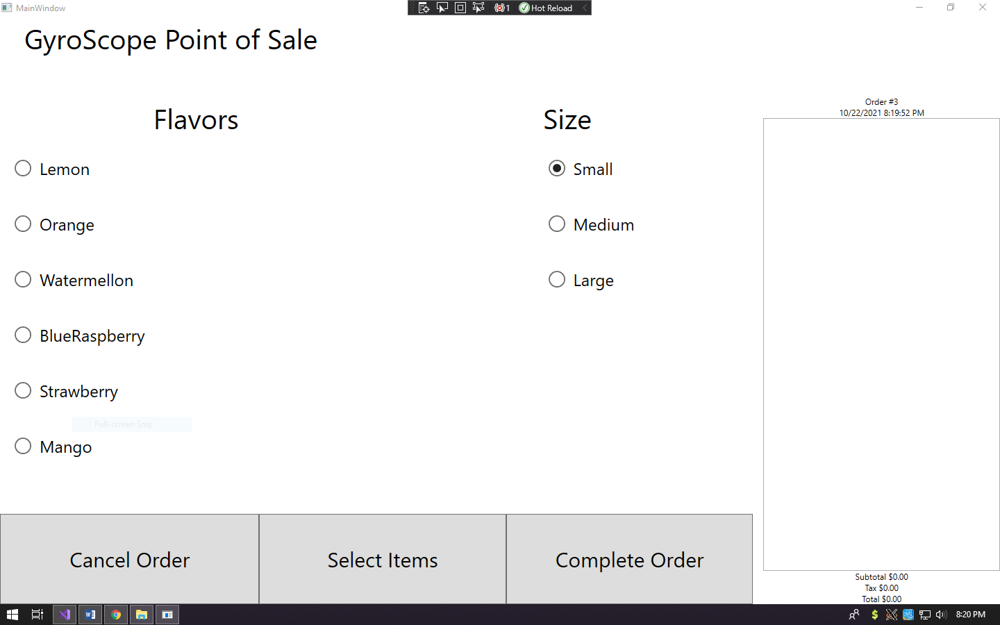 MainWindow
1
Hot Reload
GyroScope Point of Sale
Flavors
Size
Order #3
10/22/2021 8:19:52 PM
Lemon
Small
Orange
Medium
Watermellon
Large
BlueRaspberry
Strawberry
Full-screen Snip
Mango
Cancel Order
Select Items
Complete Order
Subtotal $0.00
Tax $0.00
Total $0.00
8:20 PM